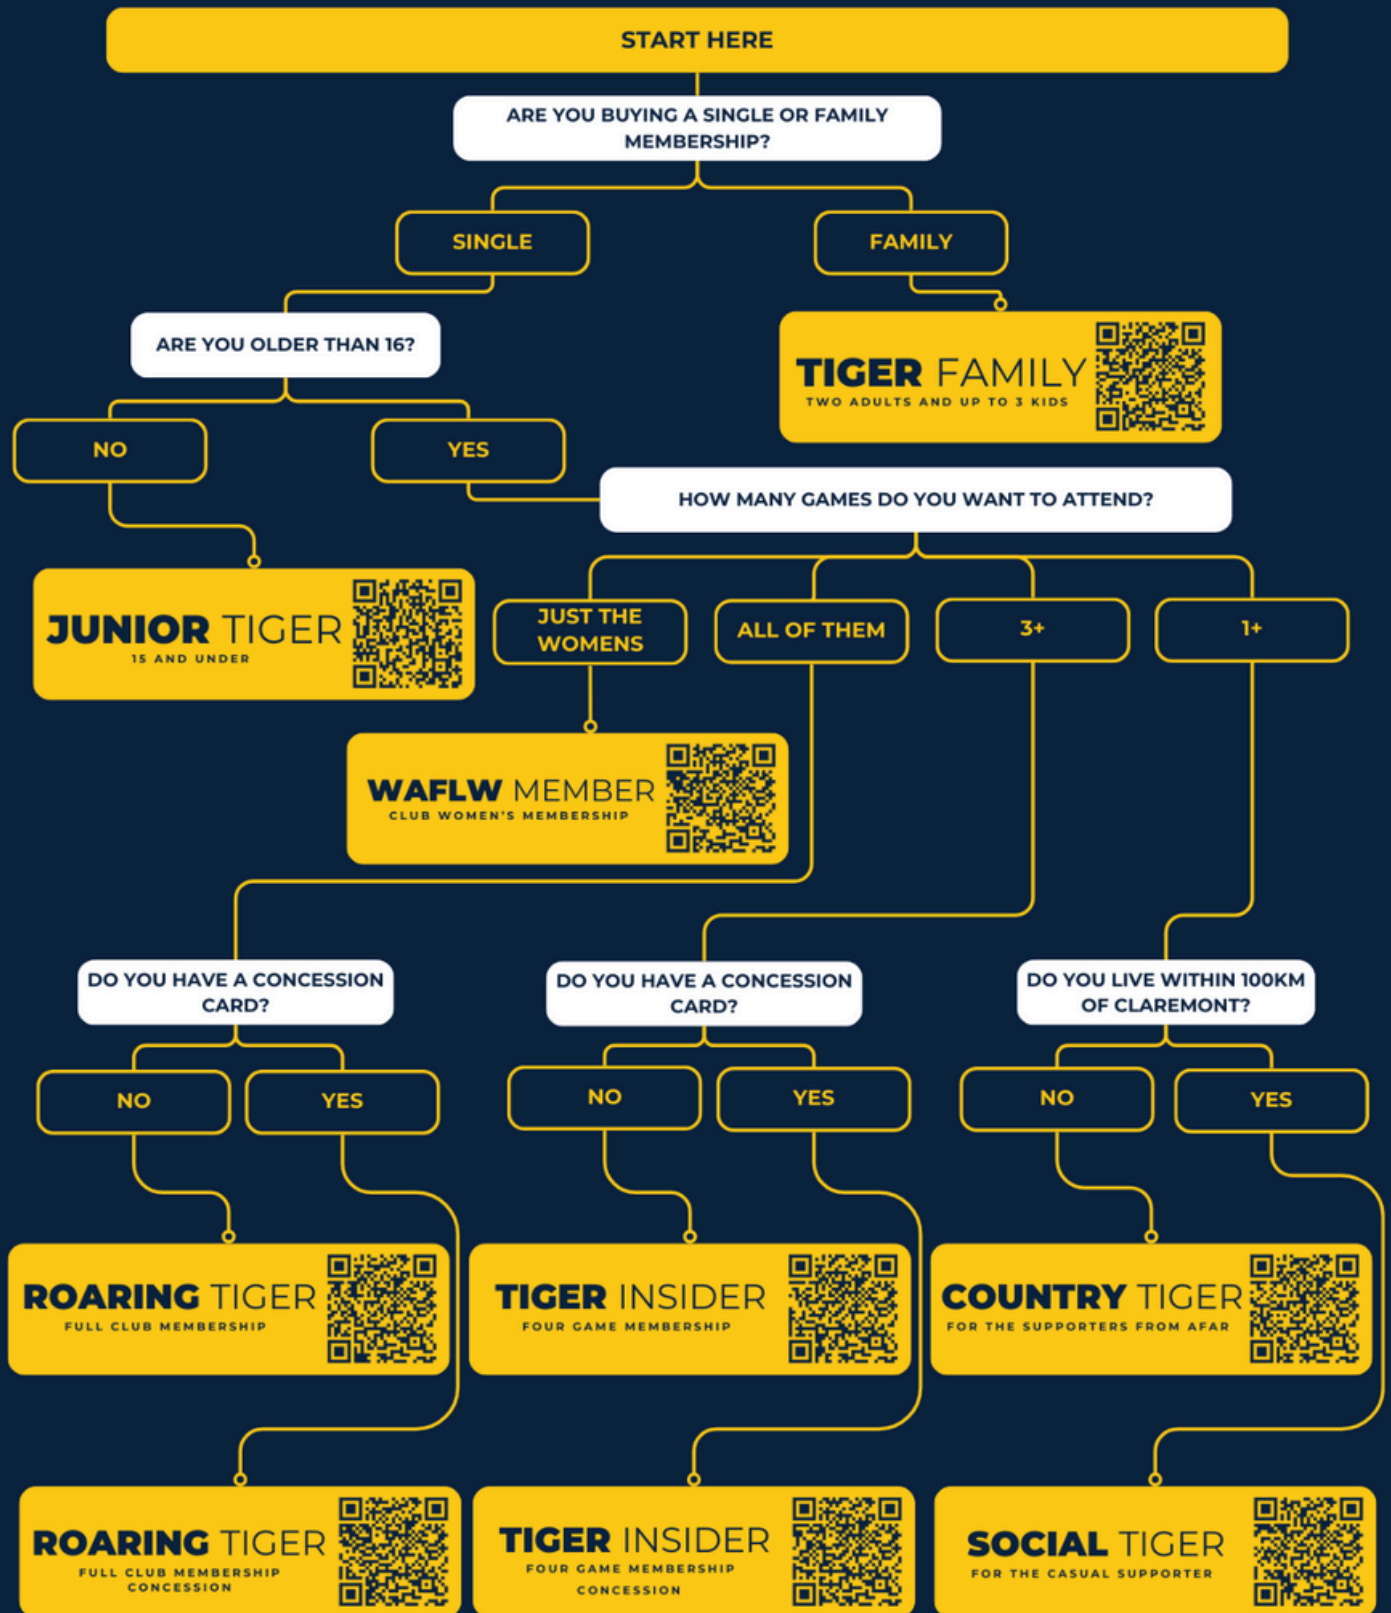 START HERE
ARE YOU BUYING A SINGLE OR FAMILY
MEMBERSHIP?
SINGLE
FAMILY
ARE YOU OLDER THAN 16?
TIGER FAMILY
TWO ADULTS AND UP TO 3 KIDS
NO
YES
HOW MANY GAMES DO YOU WANT TO ATTEND?
JUNIOR TIGER
15 AND UNDER
JUST THE
WOMENS
ALL OF THEM
3+
1+
WAFLW MEMBER
CLUB WOMEN'S MEMBERSHIP
DO YOU HAVE A CONCESSION
CARD?
DO YOU HAVE A CONCESSION
CARD?
DO YOU LIVE WITHIN 100KM
OF CLAREMONT?
NO
YES
NO
YES
NO
YES
ROARING TIGER
FULL CLUB MEMBERSHIP
TIGER INSIDER
FOUR GAME MEMBERSHIP
COUNTRY TIGER
FOR THE SUPPORTERS FROM AFAR
ROARING TIGER
FULL CLUB MEMBERSHIP
CONCESSION
TIGER INSIDER
FOUR GAME MEMBERSHIP
CONCESSION
SOCIAL TIGER
FOR THE CASUAL SUPPORTER